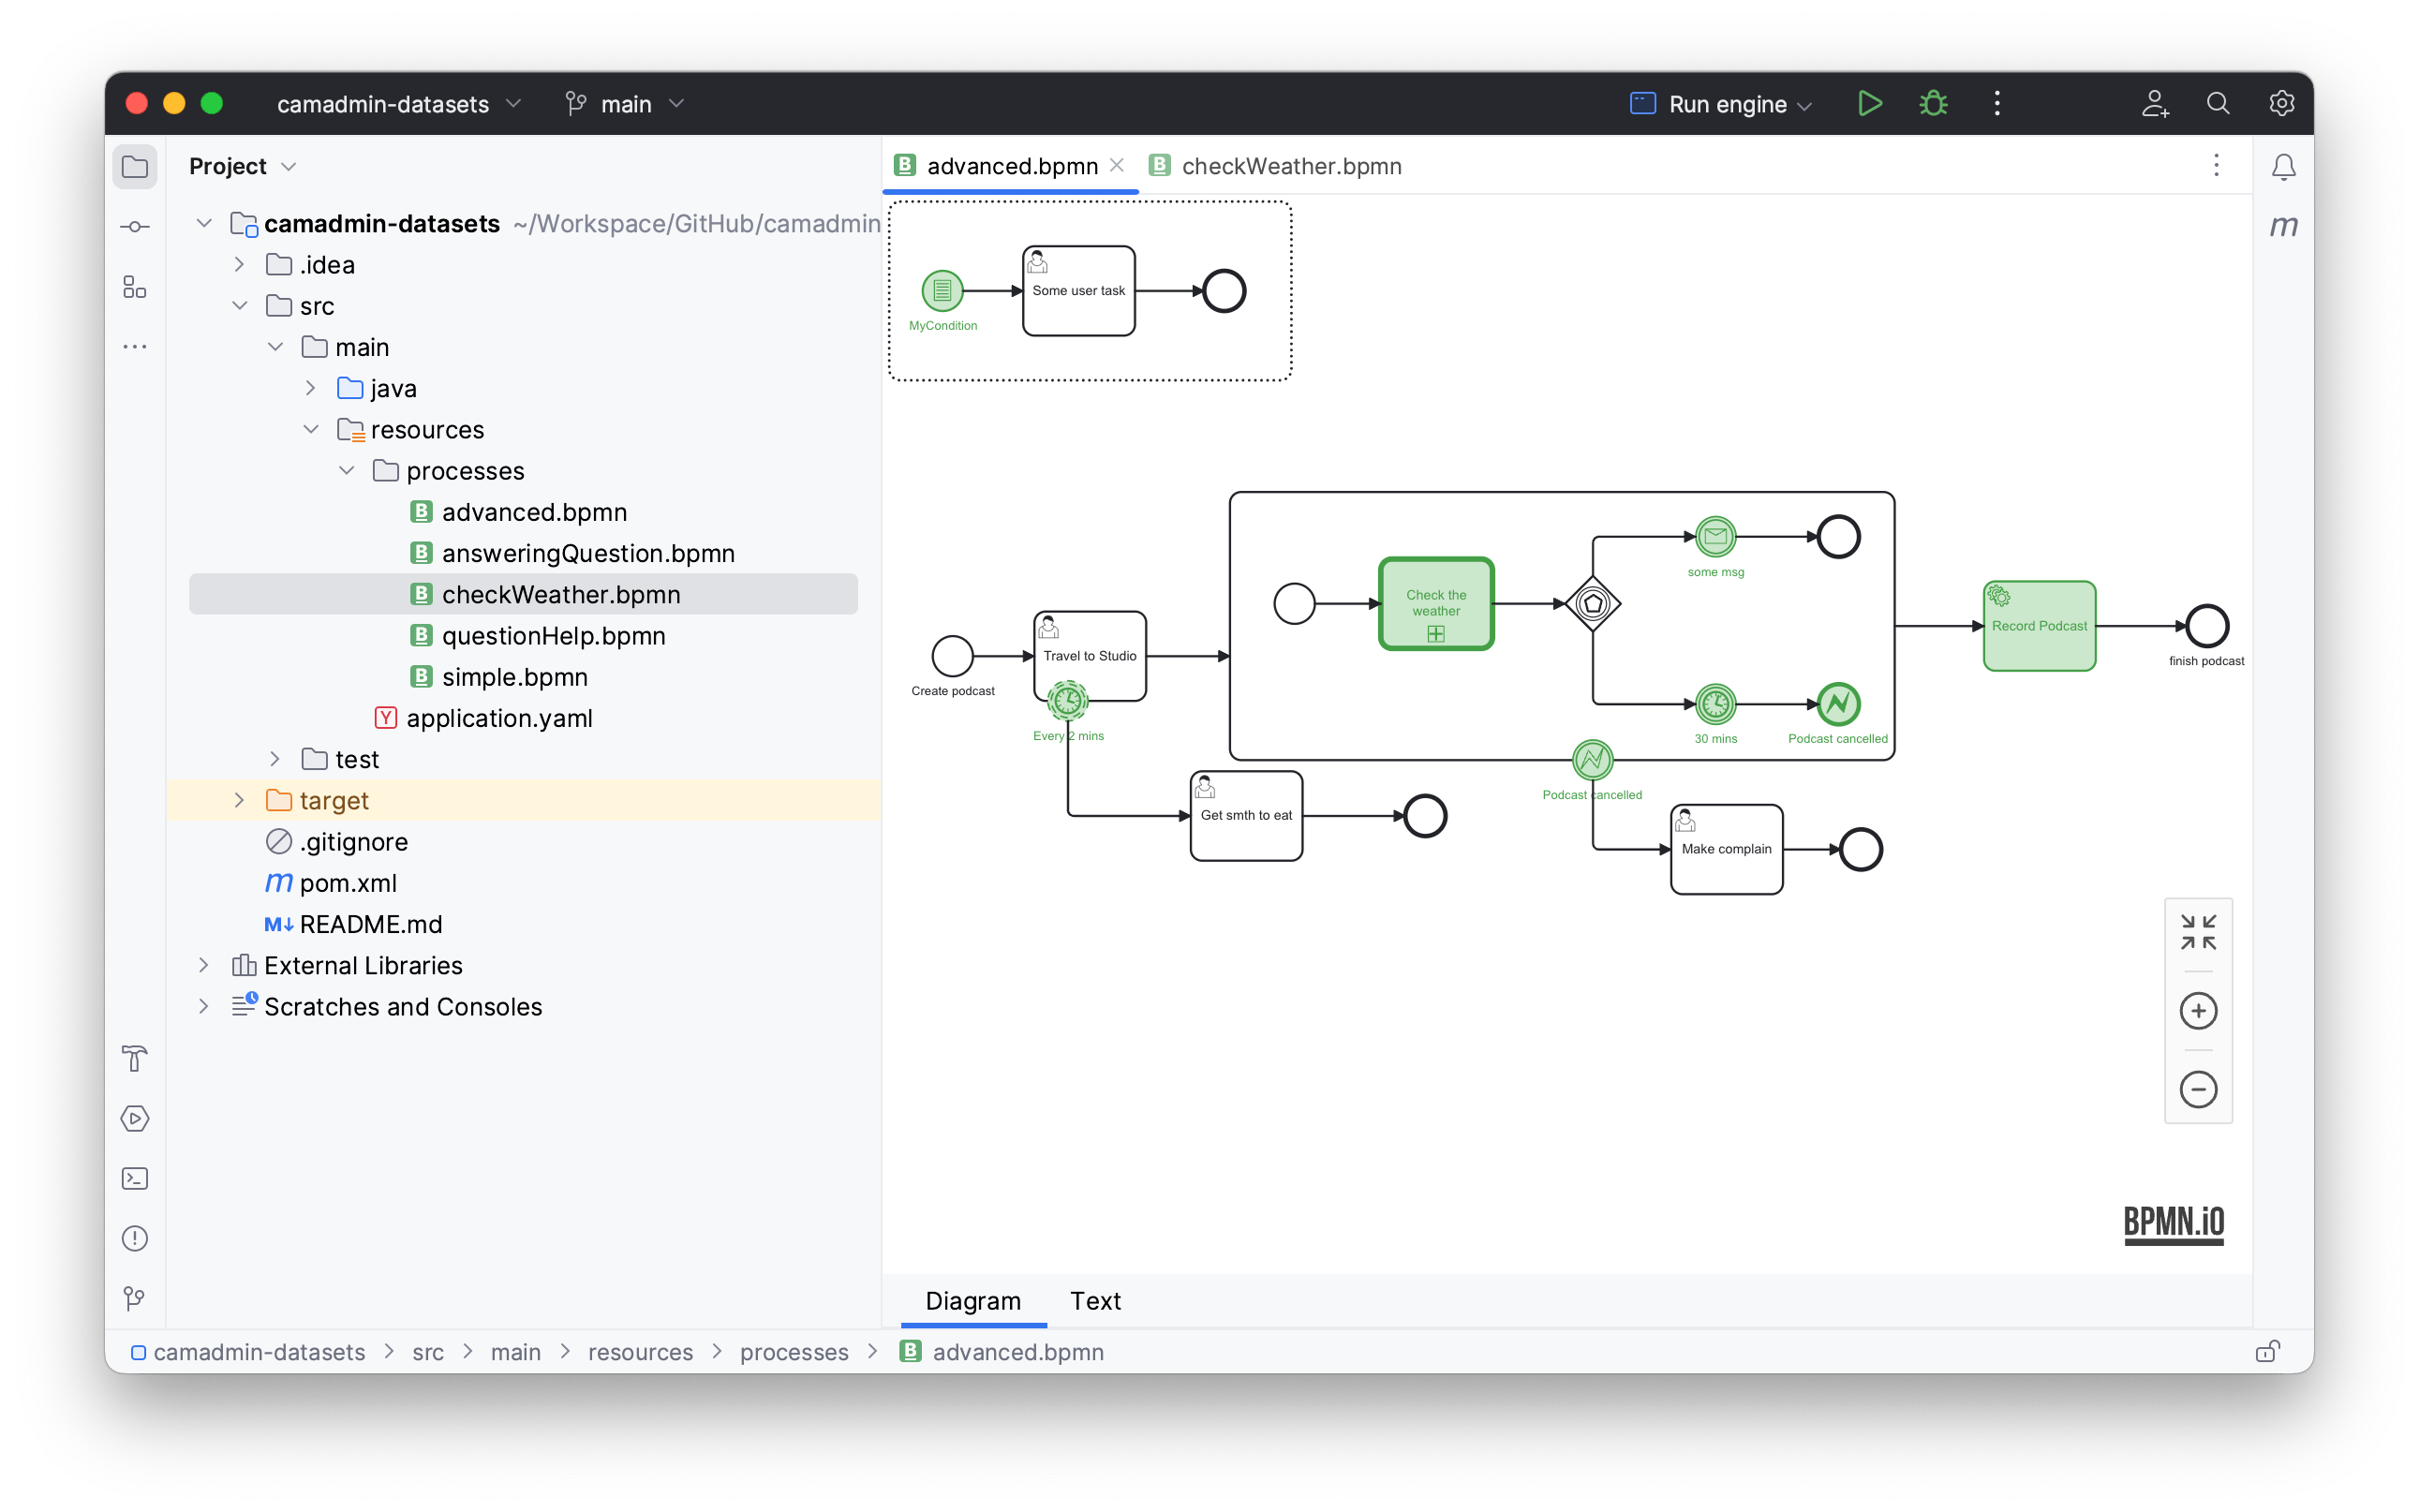 camadmin-datasets
main
Run engine
Project
advanced.bpmn
checkWeather.bpmn
camadmin-datasets ~/Workspace/GitHub/camadmin
.idea
src
main
java
resources
processes
advanced.bpmn
answeringQuestion.bpmn
checkWeather.bpmn
questionHelp.bpmn
simple.bpmn
application.yaml
test
target
.gitignore
pom.xml
README.md
External Libraries
Scratches and Consoles
Some user task
MyCondition
some msg
Check the
weather
Travel to Studio
Create podcast
Every 2 mins
30 mins
Podcast cancelled
Record Podcast
finish podcast
Podcast cancelled
Get smth to eat
Make complain
BPMN.iO
Diagram
Text
camadmin-datasets > src > main > resources > processes > advanced.bpmn